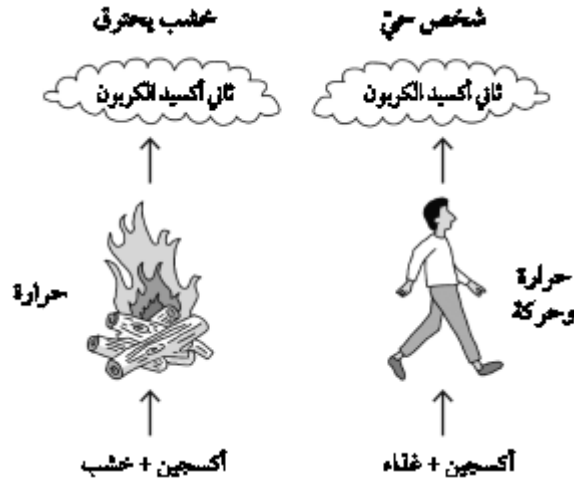 شخص حيّ
ثاني أكسيد الكربون
حرارة
وحركة
أكسجين + غذاء
خشب يحترق
ثاني أكسيد الكربون
حرارة
أكسجين + خشب